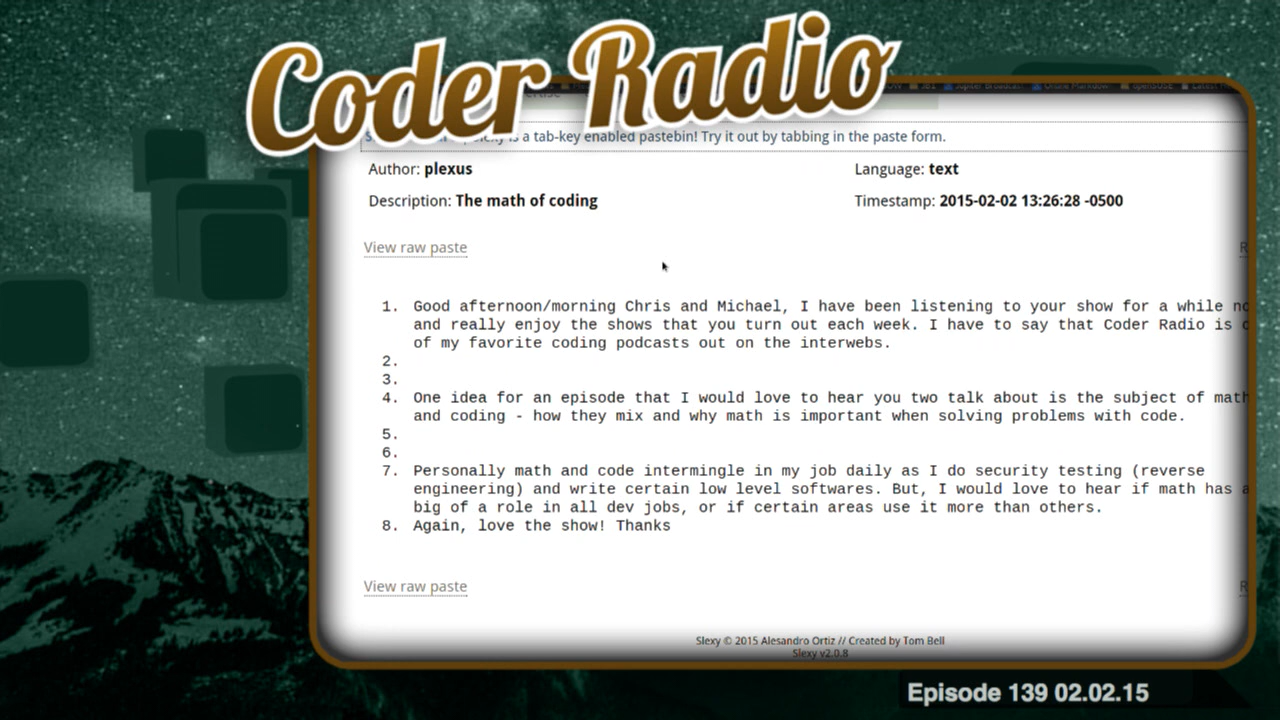 Coder Radio
is a tab-key enabled pastebin! Try it out by tabbing in the paste form.
Author: plexus
Language: text
Description: The math of coding
Timestamp: 2015-02-02 13:26:28 -0500
View raw paste
R
1. Good afternoon/morning Chris and Michael, I have been listening to your show for a while no
and really enjoy the shows that you turn out each week. I have to say that Coder Radio is o
of my favorite coding podcasts out on the interwebs.
2.
3.
4. One idea for an episode that I would love to hear you two talk about is the subject of math
and coding - how they mix and why math is important when solving problems with code.
5.
6.
7. Personally math and code intermingle in my job daily as I do security testing (reverse
engineering) and write certain low level softwares. But, I would love to hear if math has a
big of a role in all dev jobs, or if certain areas use it more than others.
8. Again, love the show! Thanks
View raw paste
R
Slexy © 2015 Alesandro Ortiz // Created by Tom Bell
Slexy v2.0.8
Episode 139 02.02.15